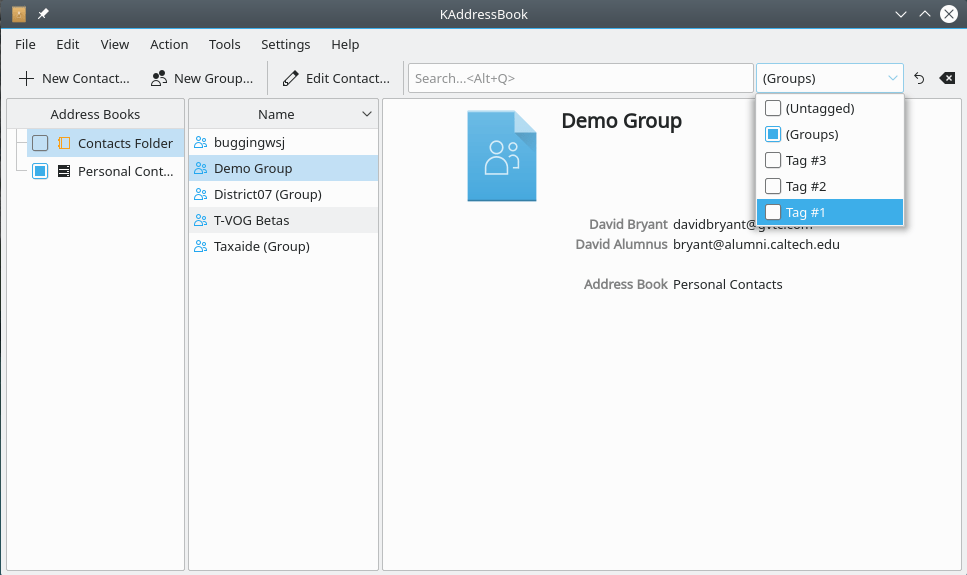 KAddressBook
File Edit View Action Tools Settings Help
New Contact... New Group... Edit Contact... Search...<Alt+Q> (Groups)
(Untagged)
(Groups)
Tag #3
Tag #2
Tag #1
Address Books
Contacts Folder
Personal Cont...
Name
buggingwsj
Demo Group
District07 (Group)
T-VOG Betas
Taxaide (Group)
Demo Group
David Bryant davidbryant@gvtc.com
David Alumnus bryant@alumni.caltech.edu
Address Book Personal Contacts